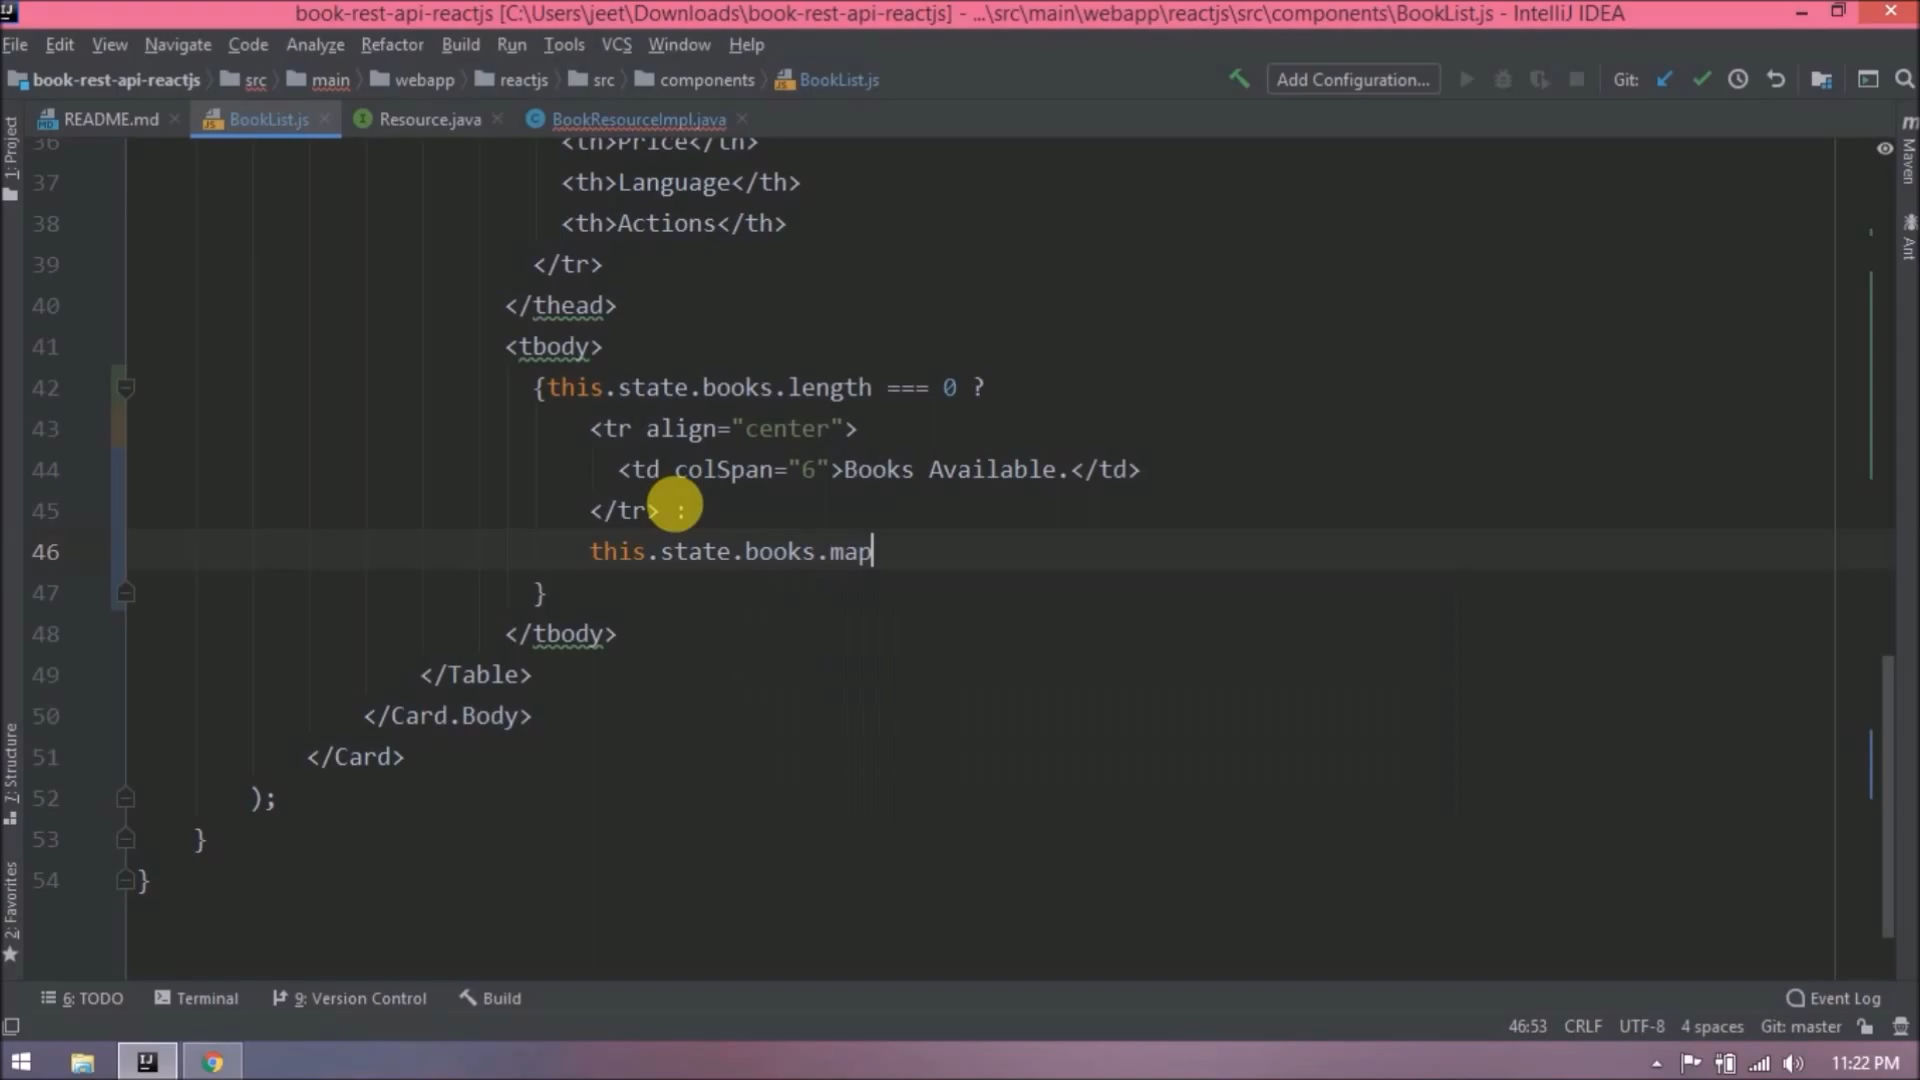 book-rest-api-reactjs [C:\Users\jeet\Downloads\book-rest-api-reactjs] - ...\src\main\webapp\reactjs\src\components\BookList.js - IntelliJ IDEA
File Edit View Navigate Code Analyze Refactor Build Run Tools VCS Window Help
book-rest-api-reactjs src main webapp reactjs src components BookList.js Add Configuration... Git:
README.md BookList.js Resource.java BookResourceImpl.java
1: Project
Maven
Ant
36 <th>Price</th>
37 <th>Language</th>
38 <th>Actions</th>
39 </tr>
40 </thead>
41 <tbody>
42 {this.state.books.length === 0 ?
43 <tr align="center">
44 <td colSpan="6">Books Available.</td>
45 </tr> :
46 this.state.books.map
47 }
48 </tbody>
49 </Table>
50 </Card.Body>
51 </Card>
52 );
53 }
54 }
7: Structure
2: Favorites
6: TODO Terminal 9: Version Control Build Event Log
46:53 CRLF UTF-8 4 spaces Git: master
11:22 PM